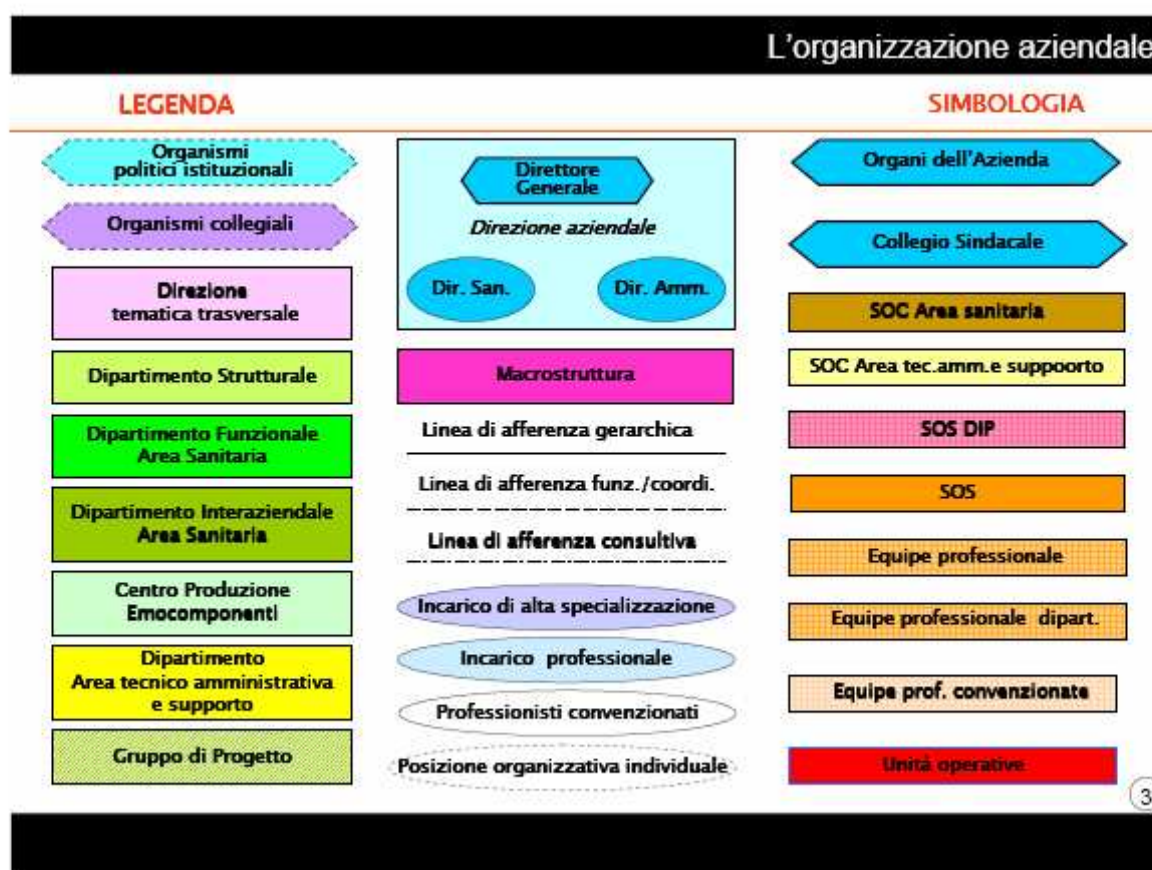 L'organizzazione aziendale
LEGENDA
SIMBOLOGIA
Organismi
politici istituzionali
Organismi collegiali
Direzione
tematica trasversale
Dipartimento Strutturale
Dipartimento Funzionale
Area Sanitaria
Dipartimento Interaziendale
Area Sanitaria
Centro Produzione
Emocomponenti
Dipartimento
Area tecnico amministrativa
e supporto
Gruppo di Progetto
Direttore
Generale
Direzione aziendale
Dir. San.
Dir. Amm.
Macrostruttura
Linea di afferenza gerarchica
Linea di afferenza funz./coordi.
Linea di afferenza consultiva
Incarico di alta specializzazione
Incarico professionale
Professionisti convenzionati
Posizione organizzativa individuale
Organi dell'Azienda
Collegio Sindacale
SOC Area sanitaria
SOC Area tec.amm.e suppoorto
SOS DIP
SOS
Equipe professionale
Equipe professionale dipart.
Equipe prof. convenzionate
Unità operative
3